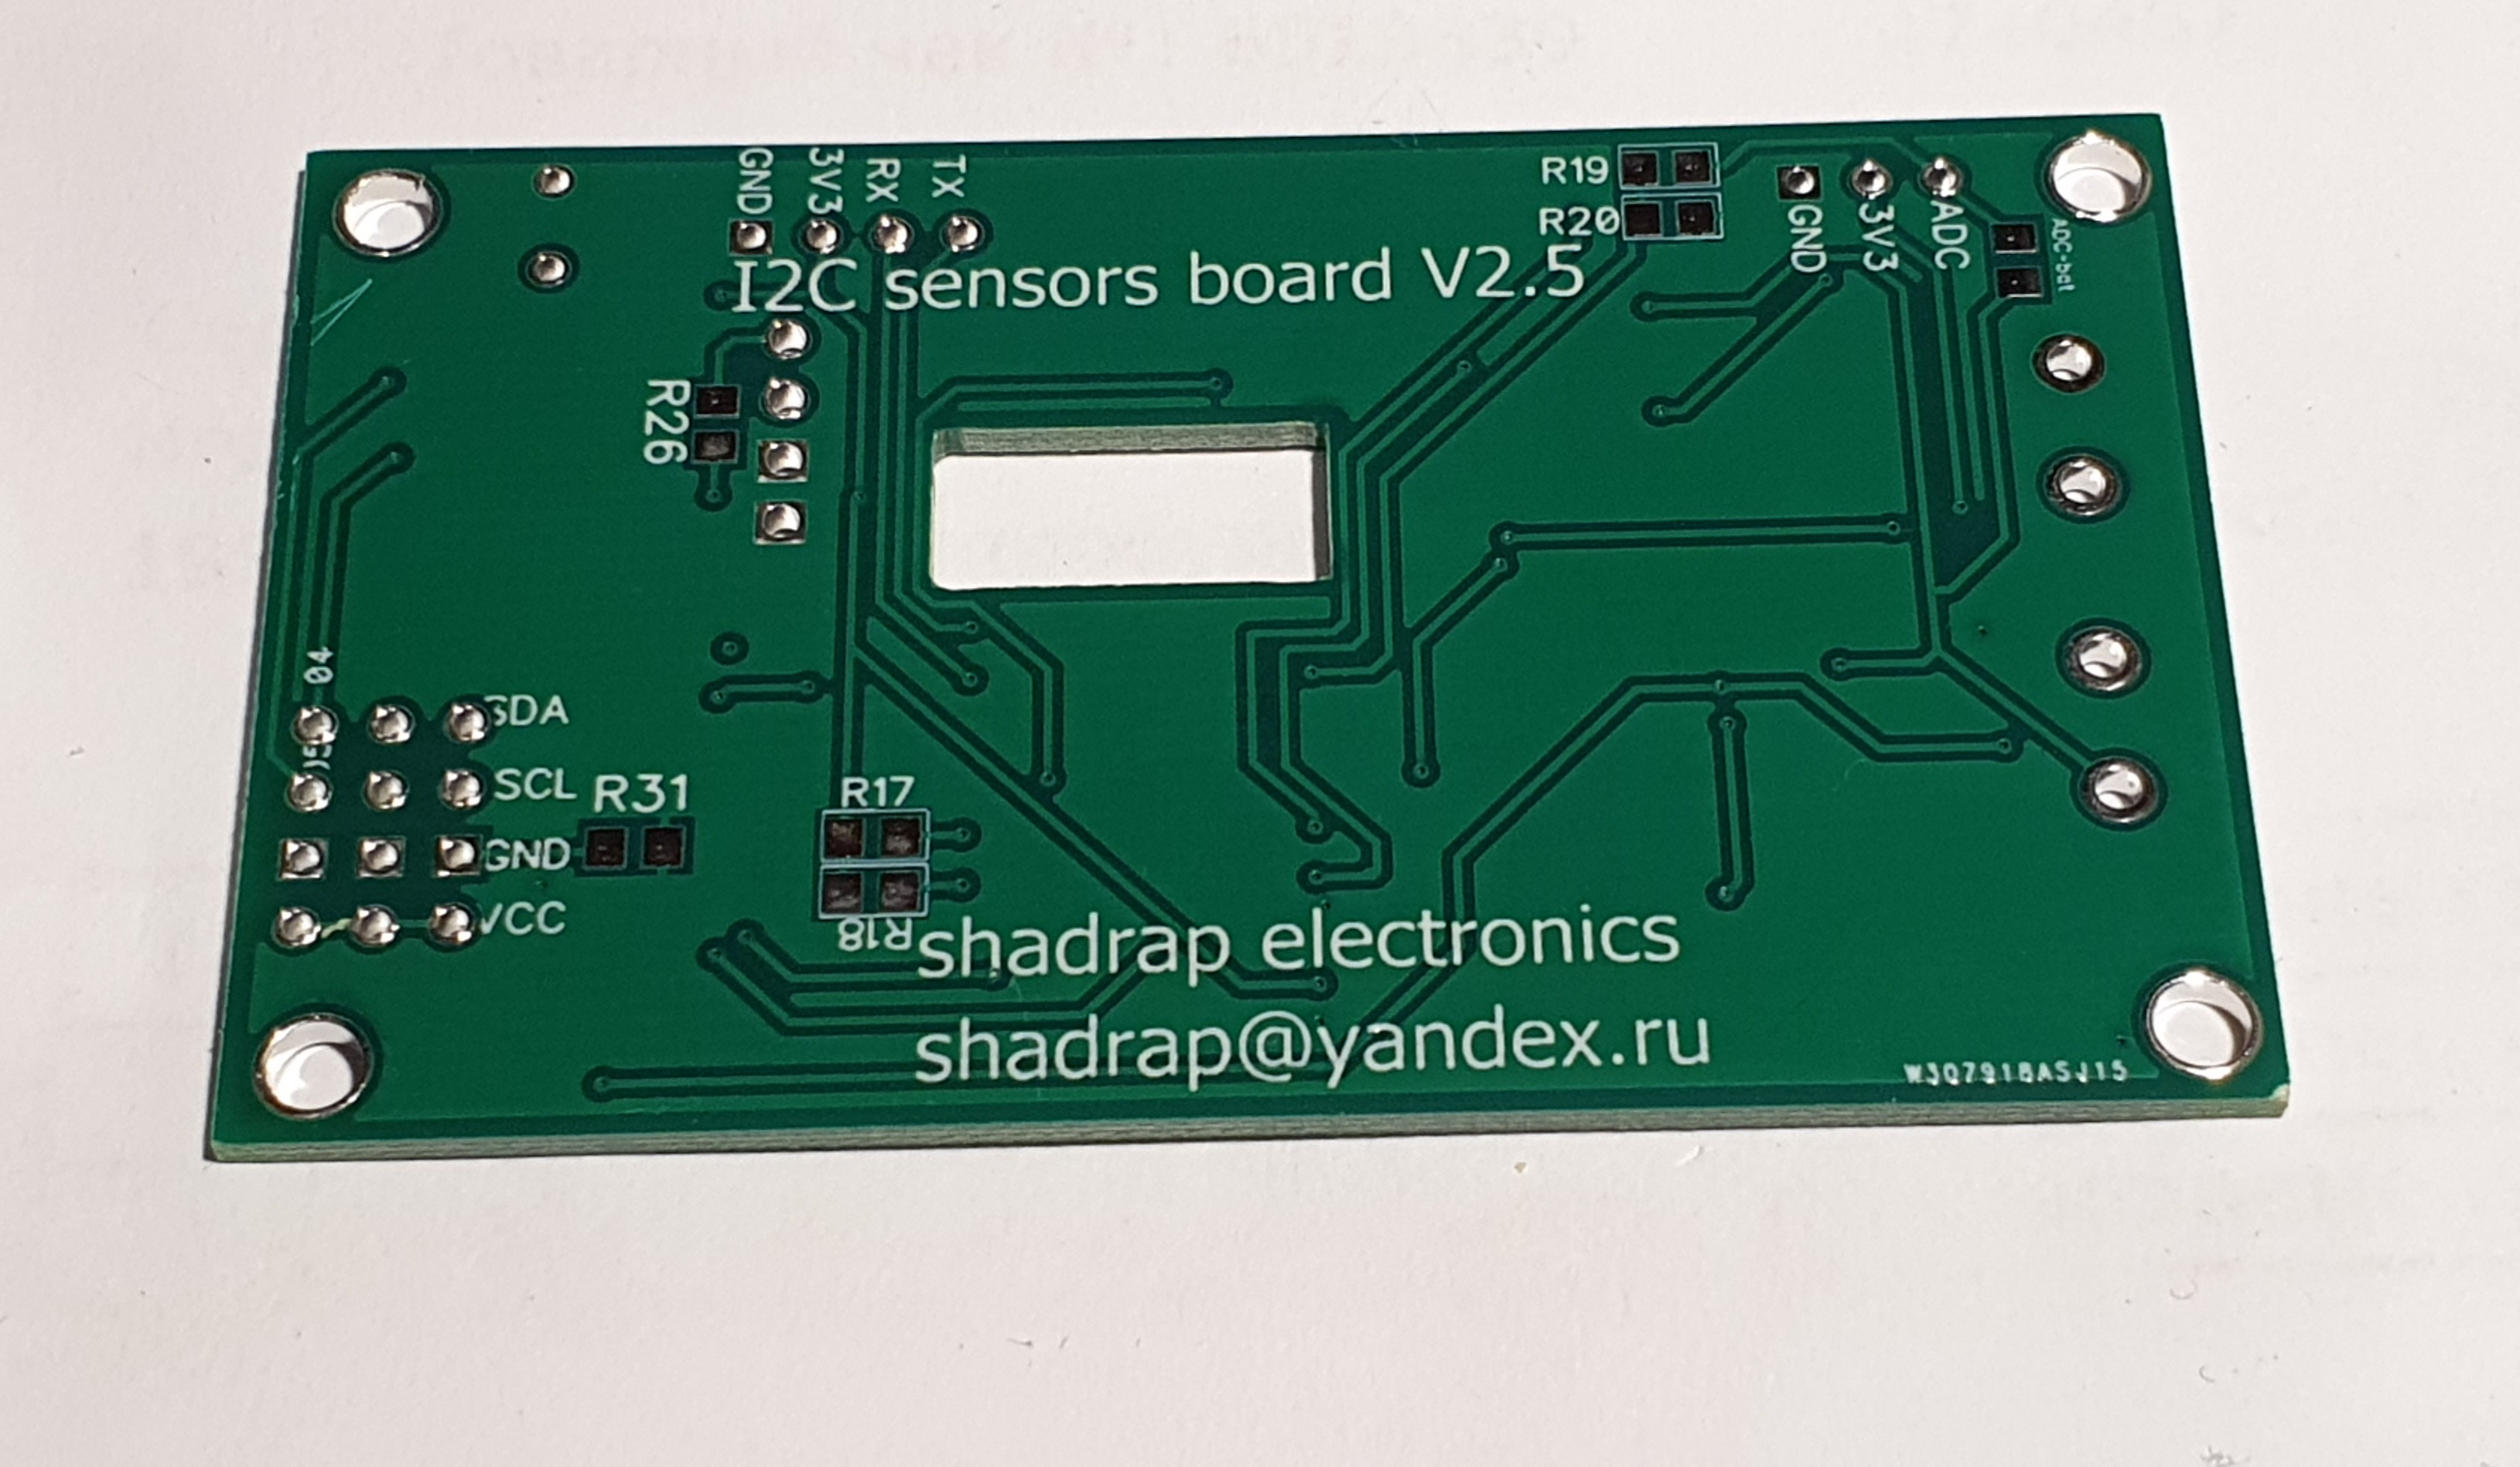 GND
3V3
RX
TX
R19
R20
GND
3V3
ADC
ADC-bat
I2C sensors board V2.5
R26
04
SDA
SCL
R31
GND
VCC
R17
R18
shadrap electronics
shadrap@yandex.ru
W307918ASJ15